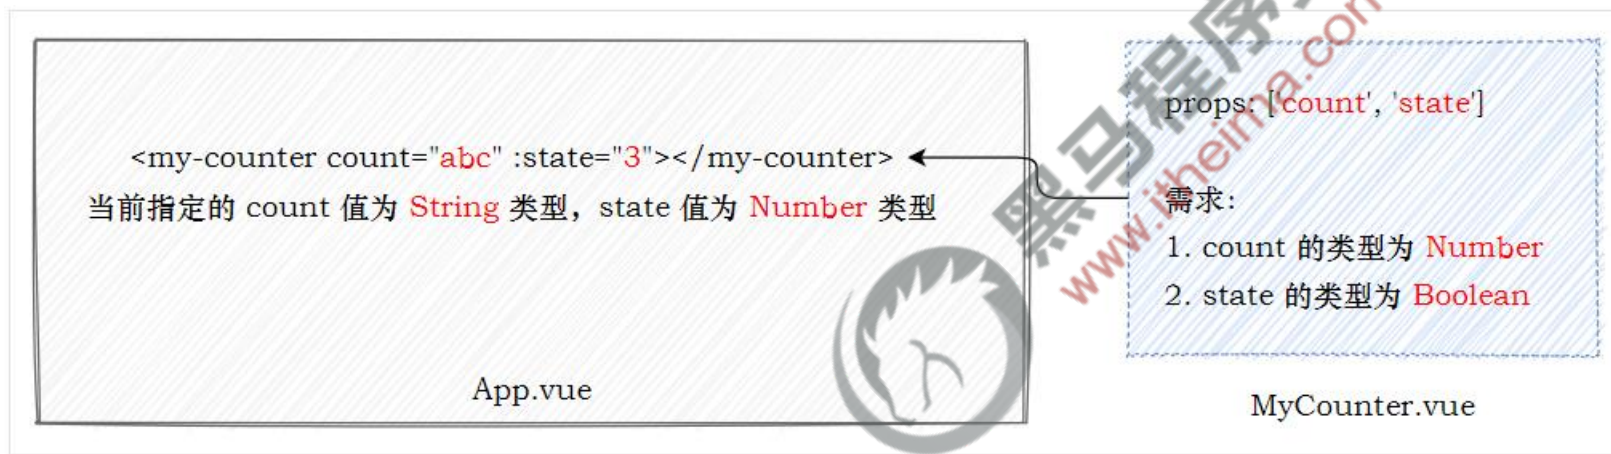 <my-counter count="abc" :state="3"></my-counter>
当前指定的 count 值为 String 类型，state 值为 Number 类型
App.vue
props: ['count', 'state']
需求：
1. count 的类型为 Number
2. state 的类型为 Boolean
MyCounter.vue
黑马程序
www.itheima.com